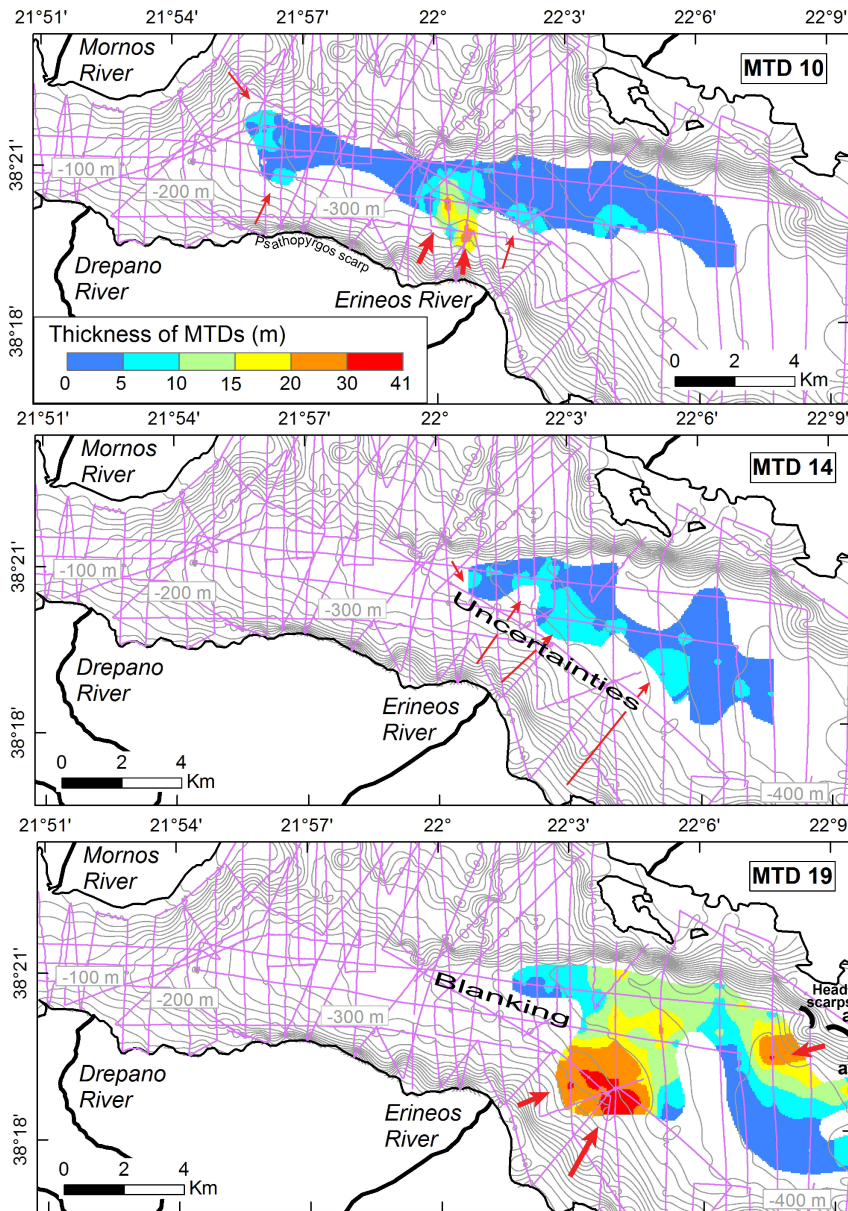 21°51' 21°54' 21°57' 22° 22°3' 22°6' 22°9'
Mornos
River
MTD 10
38°21'
-100 m
-200 m
-300 m
Psathopyrgos scarp
Drepano
River
Erineos River
38°18'
Thickness of MTDs (m)
0 5 10 15 20 30 41
0 2 4
Km
21°51' 21°54' 21°57' 22° 22°3' 22°6' 22°9'
Mornos
River
MTD 14
38°21'
-100 m
-200 m
-300 m
Uncertainties
Drepano
River
Erineos
River
38°18'
0 2 4
Km
-400 m
21°51' 21°54' 21°57' 22° 22°3' 22°6' 22°9'
Mornos
River
MTD 19
38°21'
-100 m
-200 m
-300 m
Blanking
Head
scarps
a
a
Drepano
River
Erineos
River
38°18'
0 2 4
Km
-400 m